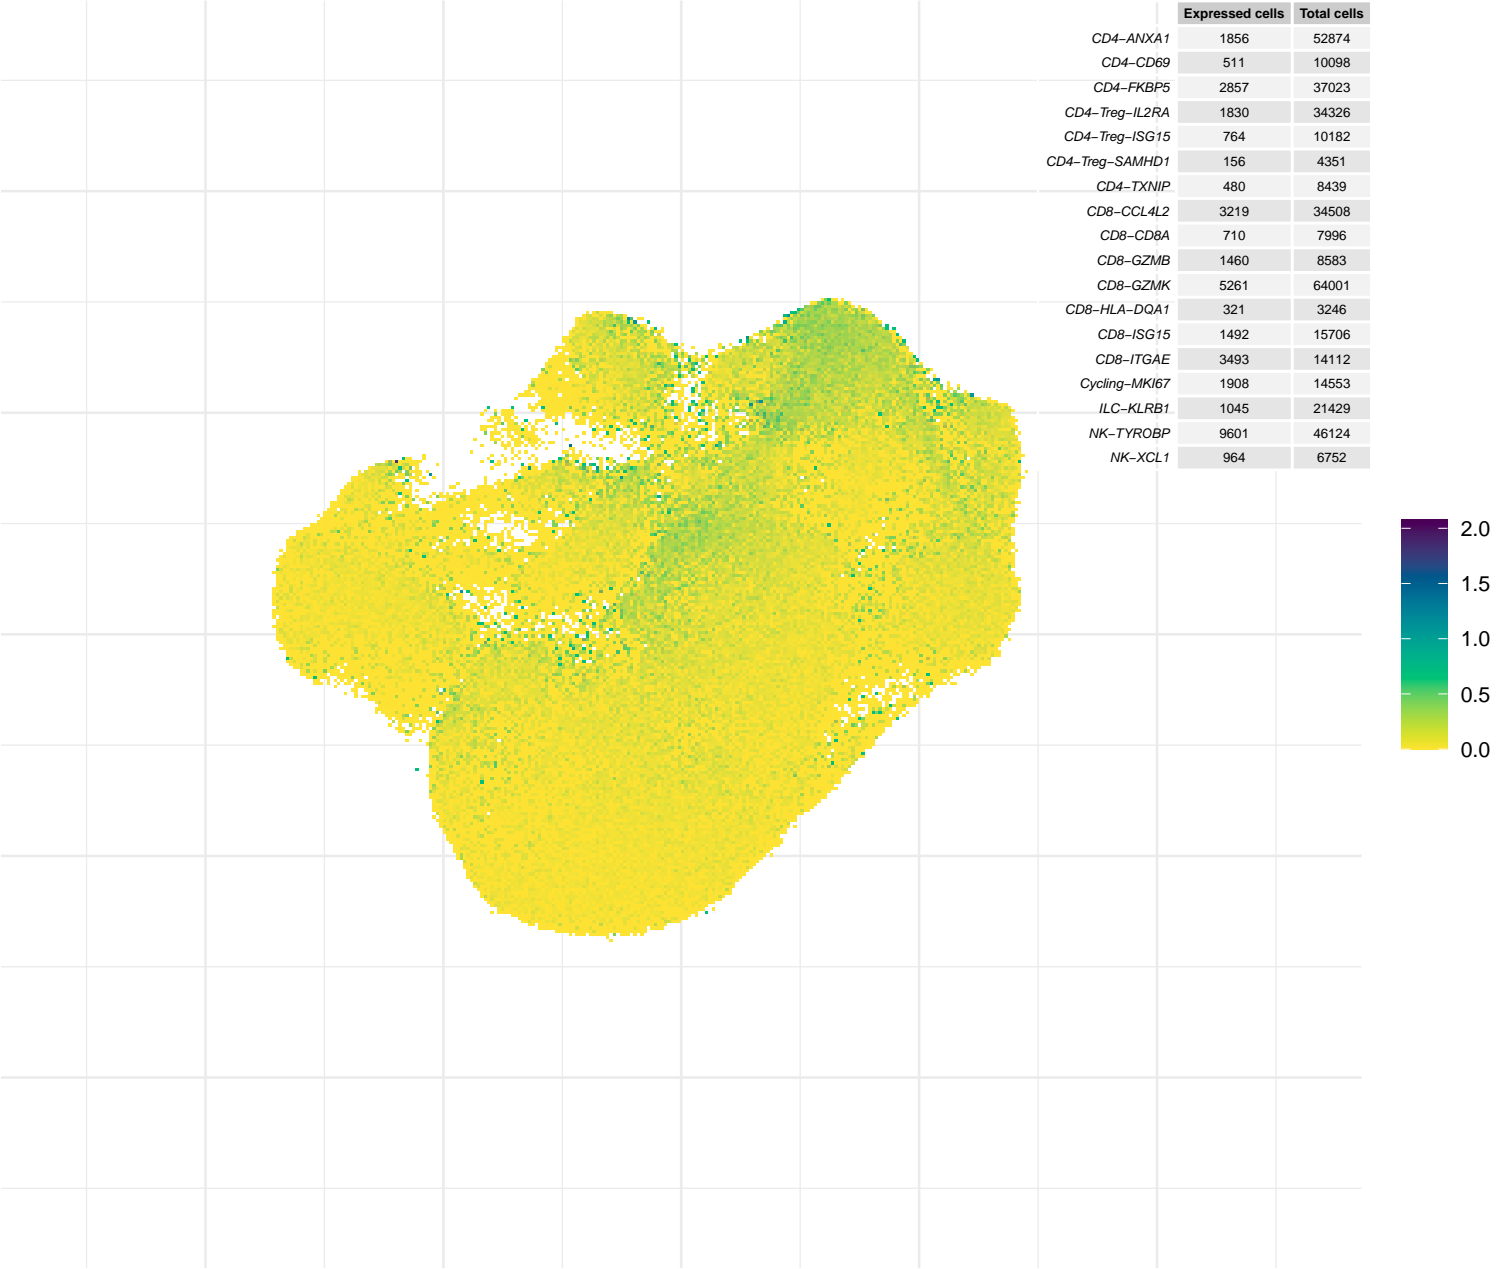 Expressed cells Total cells
CD4−ANXA1 1856 52874
CD4−CD69 511 10098
CD4−FKBP5 2857 37023
CD4−Treg−IL2RA 1830 34326
CD4−Treg−ISG15 764 10182
CD4−Treg−SAMHD1 156 4351
CD4−TXNIP 480 8439
CD8−CCL4L2 3219 34508
CD8−CD8A 710 7996
CD8−GZMB 1460 8583
CD8−GZMK 5261 64001
CD8−HLA−DQA1 321 3246
CD8−ISG15 1492 15706
CD8−ITGAE 3493 14112
Cycling−MKI67 1908 14553
ILC−KLRB1 1045 21429
NK−TYROBP 9601 46124
NK−XCL1 964 6752
2.0
1.5
1.0
0.5
0.0